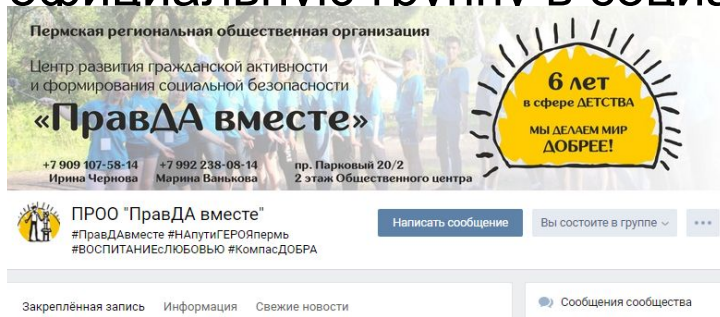 официальную группу в социа
Пермская региональная общественная организация
Центр развития гражданской активности
и формирования социальной безопасности
«ПравДА вместе»
+7 909 107-58-14 +7 992 238-08-14 пр. Парковый 20/2
Ирина Чернова Марина Ванькова 2 этаж Общественного центра
6 лет
в сфере ДЕТСТВА
МЫ ДЕЛАЕМ МИР
ДОБРЕЕ!
ПРОО "ПравДА вместе"
#ПравДАвместе #НАпутиГЕРОЯпермь
#ВОСПИТАНИЕсЛЮБОВЬЮ #КомпасДОБРА
Написать сообщение
Вы состоите в группе
Закреплённая запись Информация Свежие новости
Сообщения сообщества